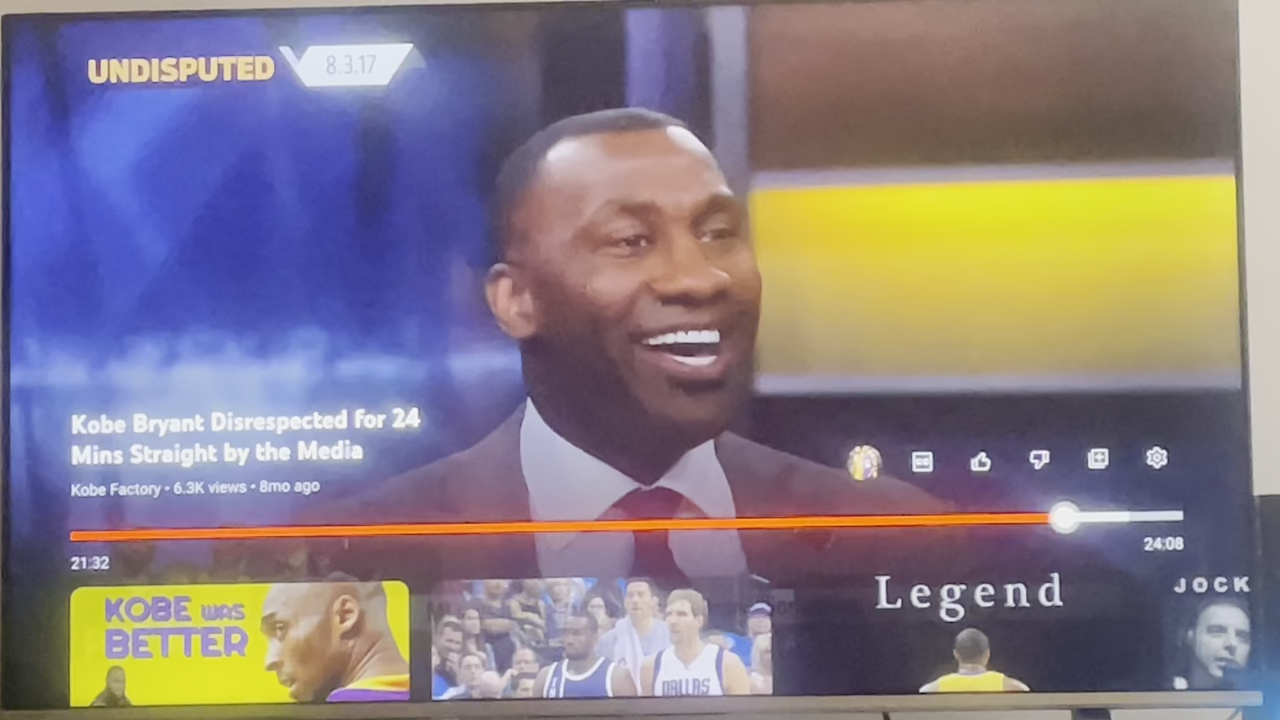 UNDISPUTED 8.3.17
Kobe Bryant Disrespected for 24
Mins Straight by the Media
Kobe Factory • 6.3K views • 8mo ago
CC
21:32
24:08
KOBE WAS
BETTER
DALLAS
Legend
JOCK